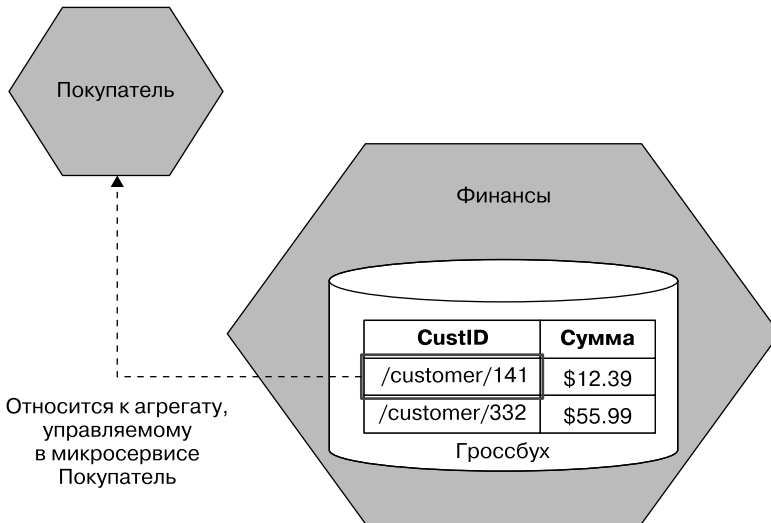 Покупатель
Финансы
CustID Сумма
/customer/141 $12.39
/customer/332 $55.99
Гроссбух
Относится к агрегату,
управляемому
в микросервисе
Покупатель